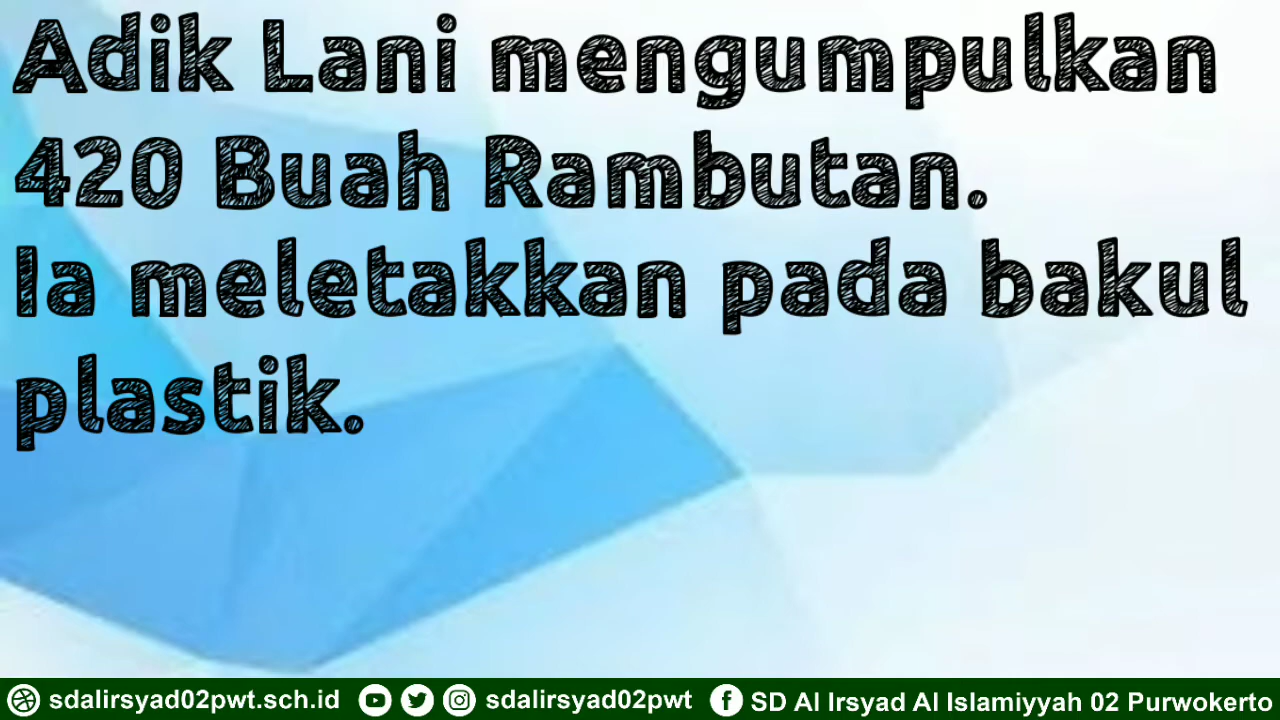 Adik Lani mengumpulkan
420 Buah Rambutan.
Ia meletakkan pada bakul
plastik.
sdalirsyad02pwt.sch.id sdalirsyad02pwt SD Al Irsyad Al Islamiyyah 02 Purwokerto